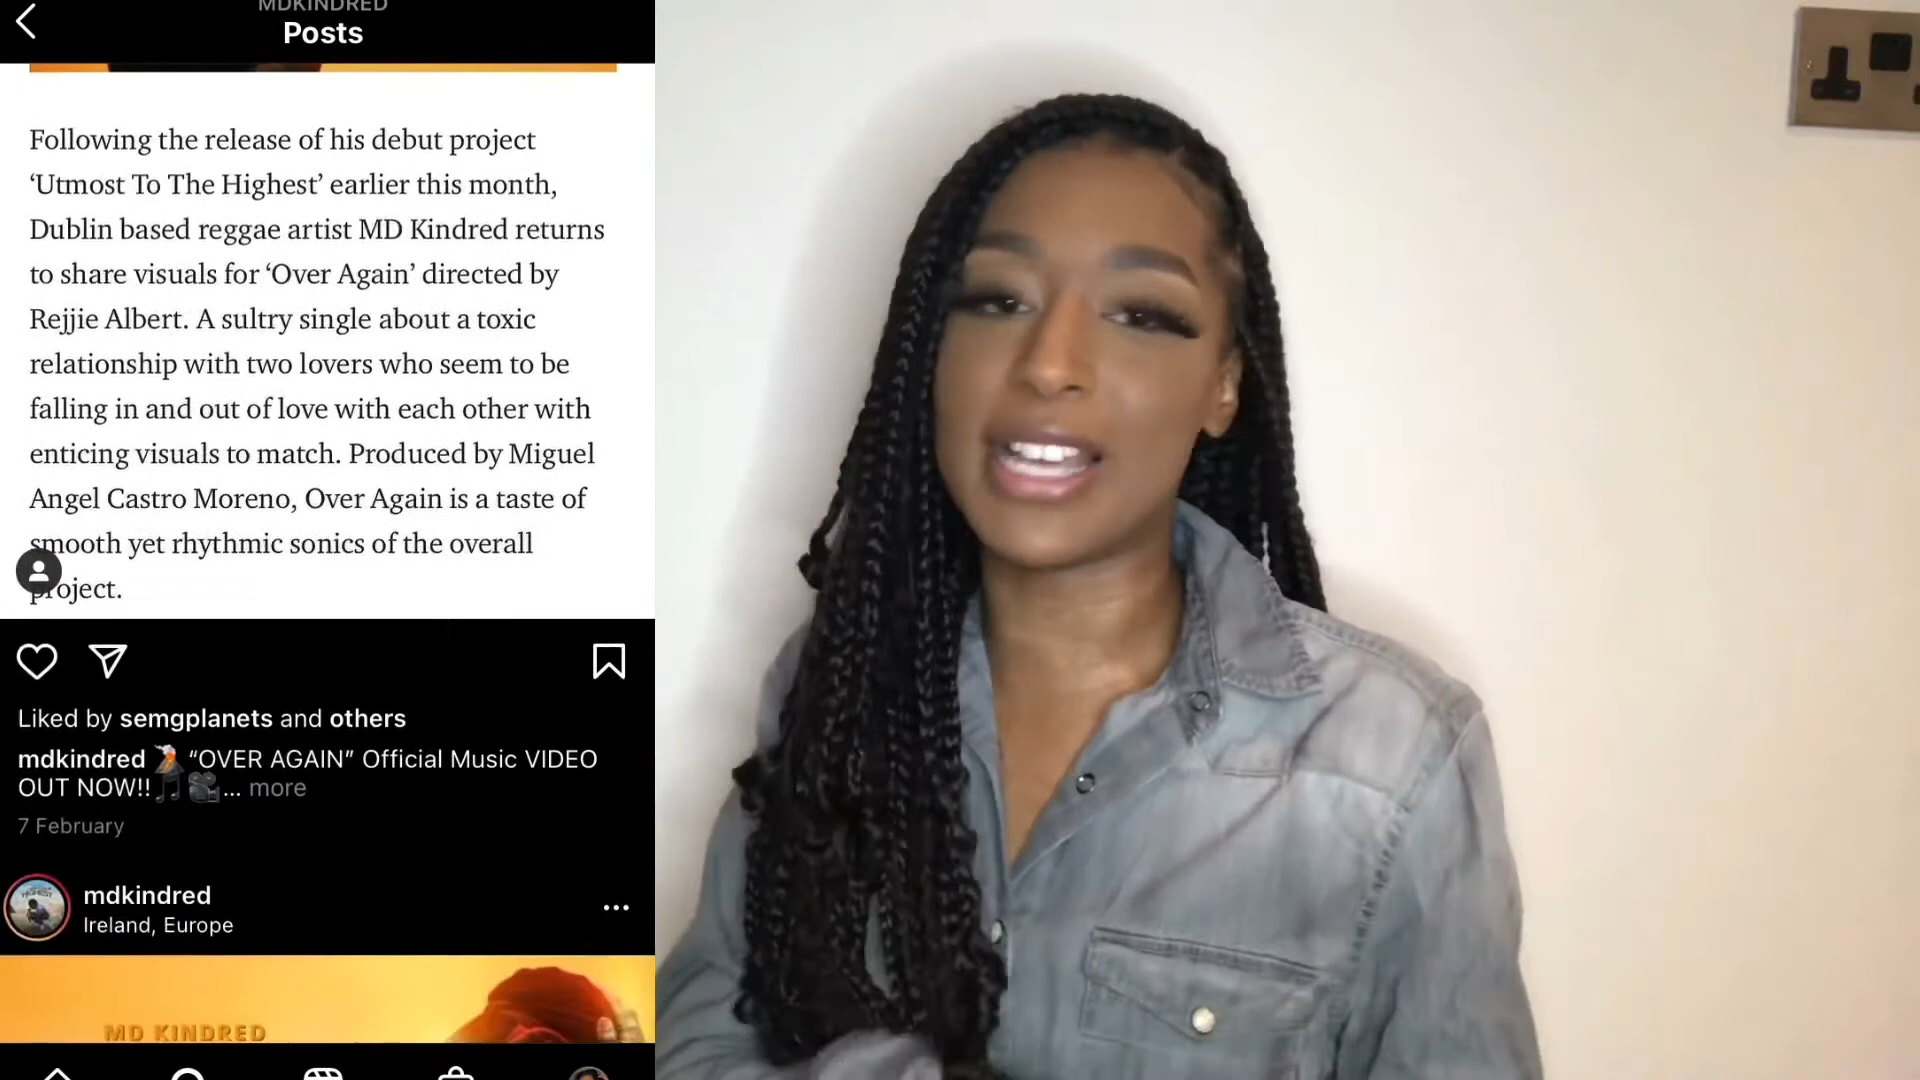 MDKINDRED
Posts
Following the release of his debut project
‘Utmost To The Highest’ earlier this month,
Dublin based reggae artist MD Kindred returns
to share visuals for ‘Over Again’ directed by
Rejjie Albert. A sultry single about a toxic
relationship with two lovers who seem to be
falling in and out of love with each other with
enticing visuals to match. Produced by Miguel
Angel Castro Moreno, Over Again is a taste of
smooth yet rhythmic sonics of the overall
project.
Liked by semgplanets and others
mdkindred “OVER AGAIN” Official Music VIDEO
OUT NOW!! ... more
7 February
mdkindred
Ireland, Europe
MD KINDRED